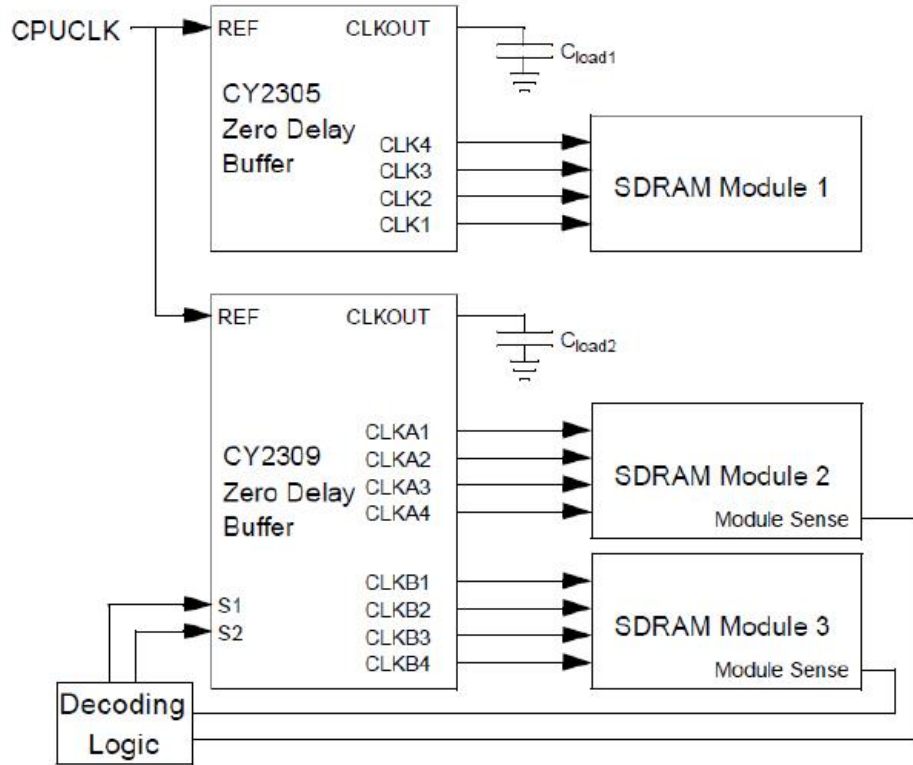 CPUCLK
REF
CLKOUT
Cload1
CY2305
Zero Delay
Buffer
CLK4
CLK3
CLK2
CLK1
SDRAM Module 1
REF
CLKOUT
Cload2
CY2309
Zero Delay
Buffer
CLKA1
CLKA2
CLKA3
CLKA4
SDRAM Module 2
Module Sense
S1
S2
CLKB1
CLKB2
CLKB3
CLKB4
SDRAM Module 3
Module Sense
Decoding
Logic